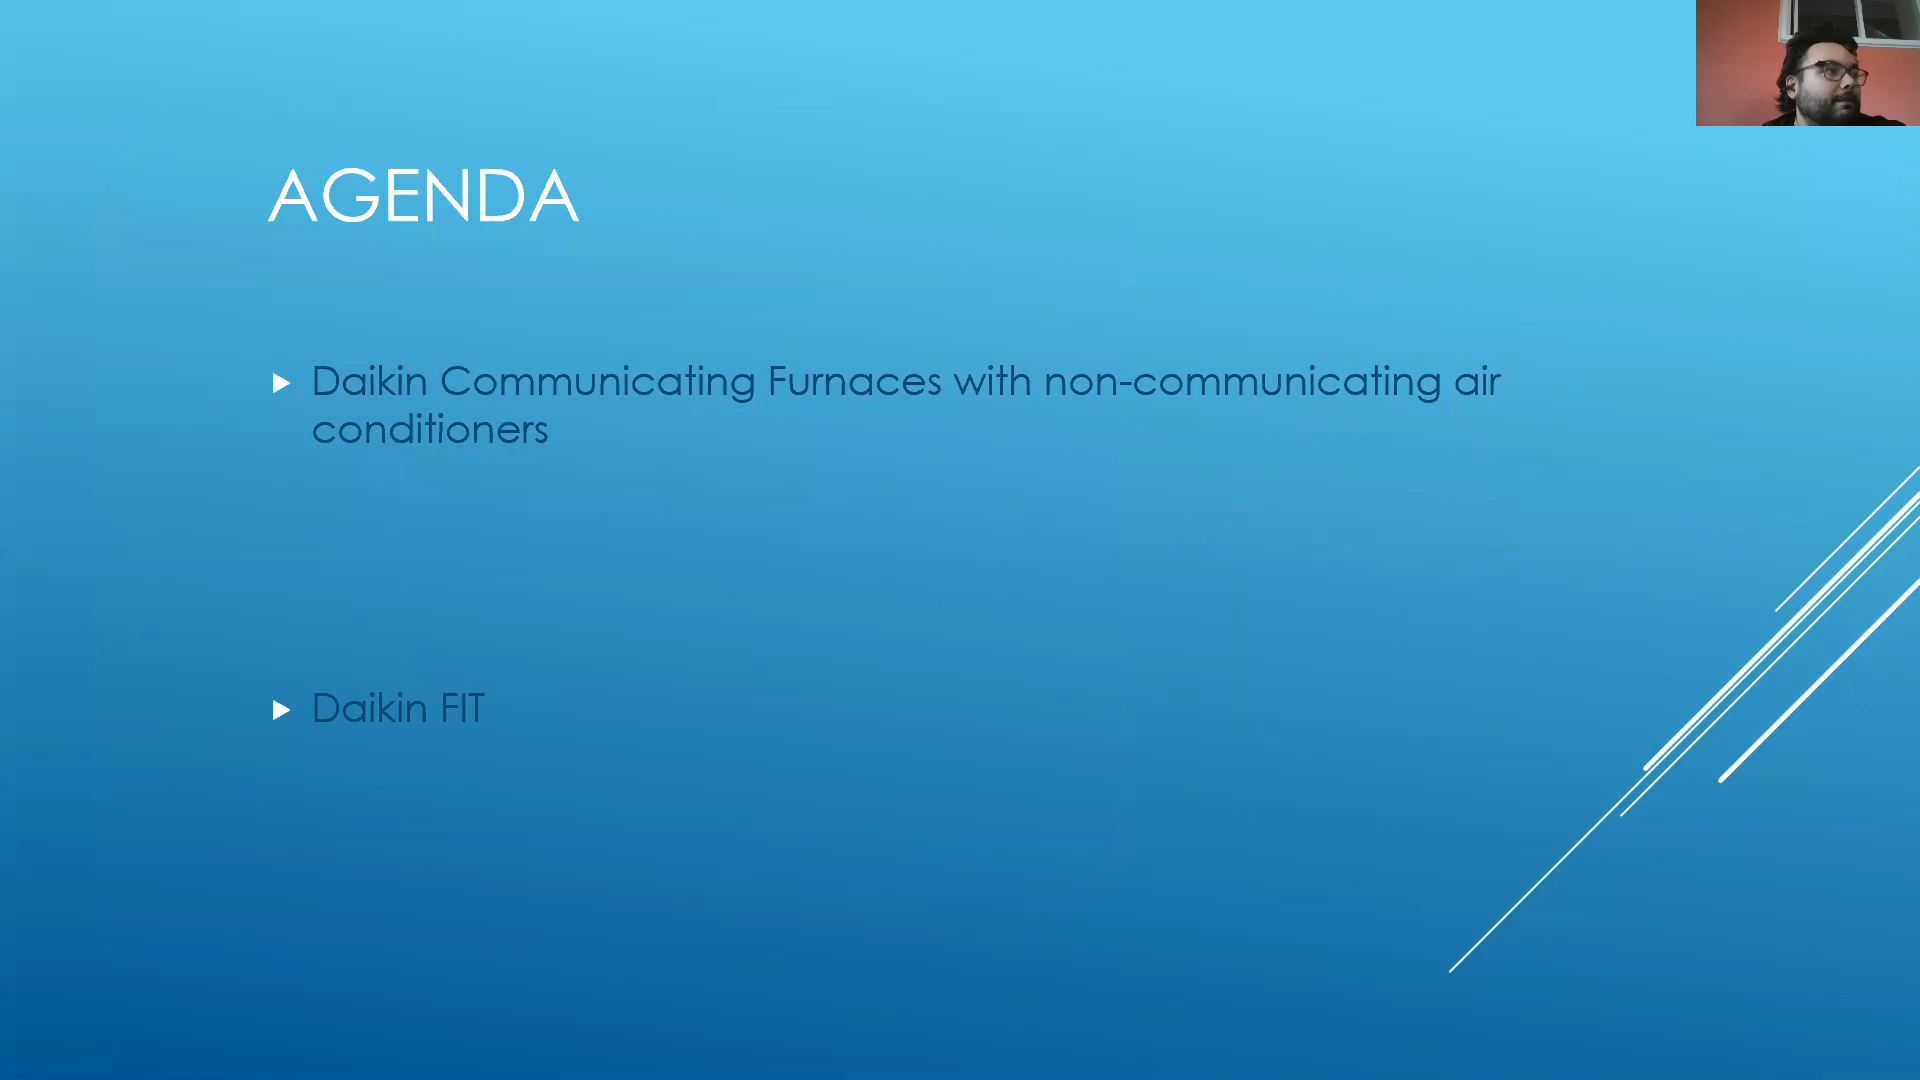 AGENDA
Daikin Communicating Furnaces with non-communicating air
conditioners
Daikin FIT